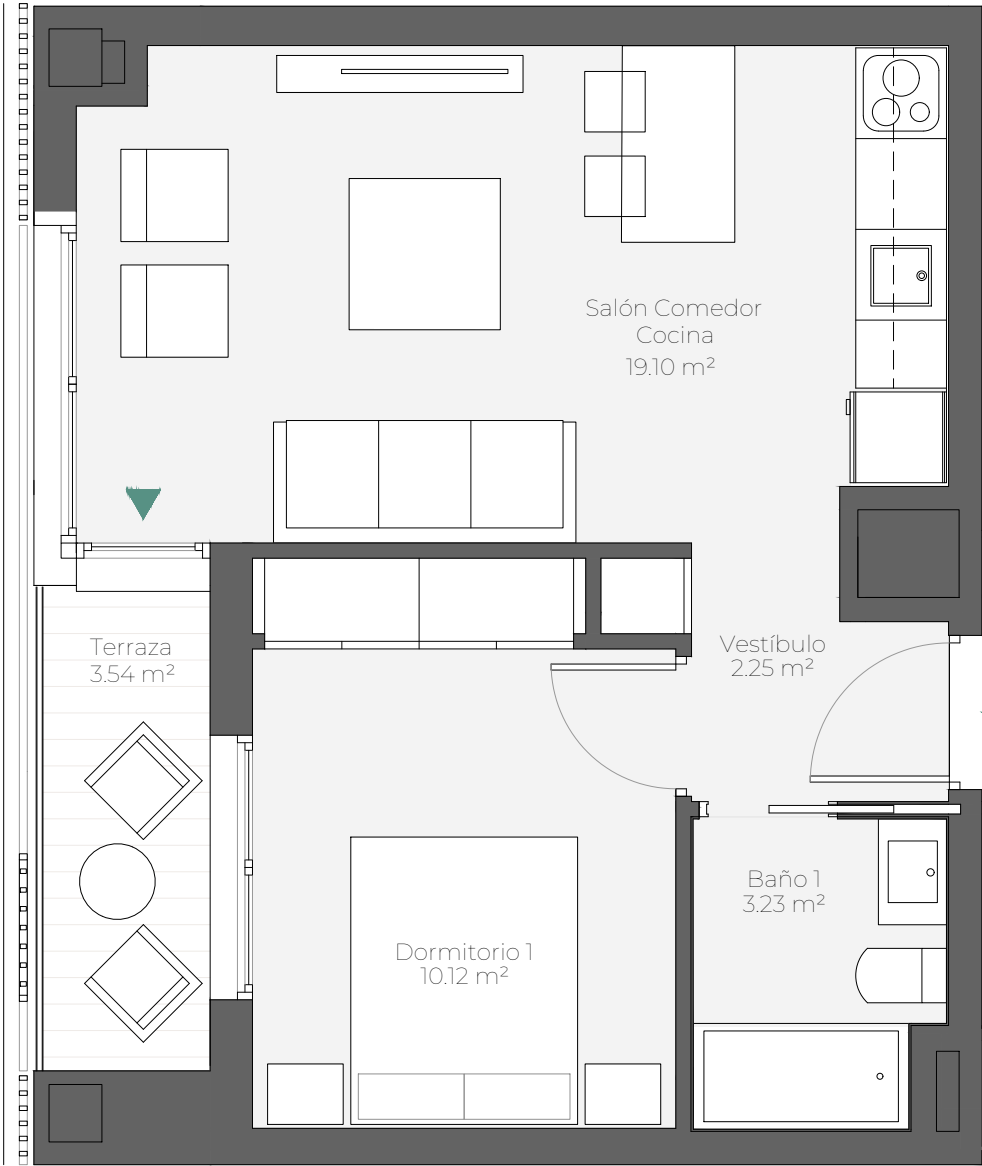 Salón Comedor
Cocina
19.10 m²
Terraza
3.54 m²
Vestíbulo
2.25 m²
Baño 1
3.23 m²
Dormitorio 1
10.12 m²